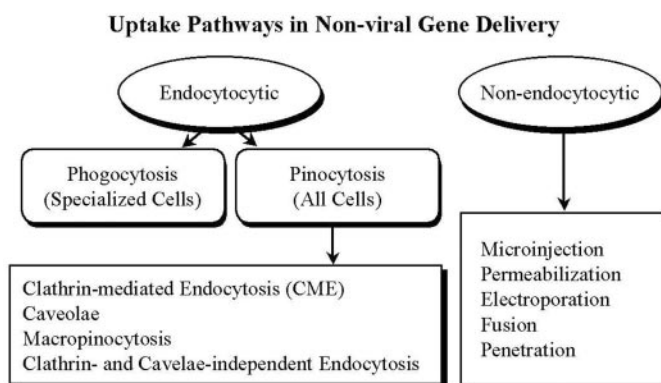 Uptake Pathways in Non-viral Gene Delivery
Endocytocytic
Non-endocytocytic
Phogocytosis
(Specialized Cells)
Pinocytosis
(All Cells)
Clathrin-mediated Endocytosis (CME)
Caveolae
Macropinocytosis
Clathrin- and Cavelae-independent Endocytosis
Microinjection
Permeabilization
Electroporation
Fusion
Penetration